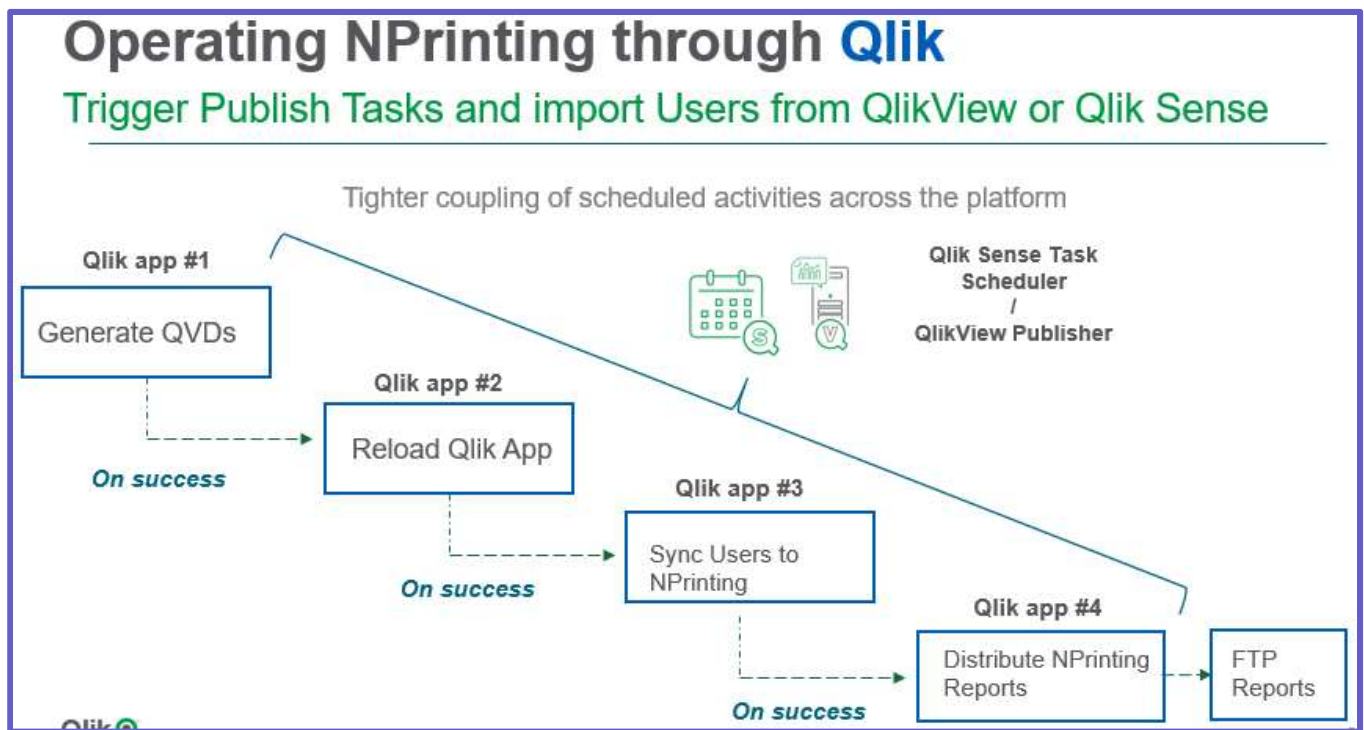 Operating NPrinting through Qlik
Trigger Publish Tasks and import Users from QlikView or Qlik Sense
Tighter coupling of scheduled activities across the platform
Qlik app #1
Generate QVDs
On success
Qlik Sense Task
Scheduler
/
QlikView Publisher
S
V
Qlik app #2
Reload Qlik App
On success
Qlik app #3
Sync Users to
NPrinting
On success
Qlik app #4
Distribute NPrinting
Reports
FTP
Reports
Qlik